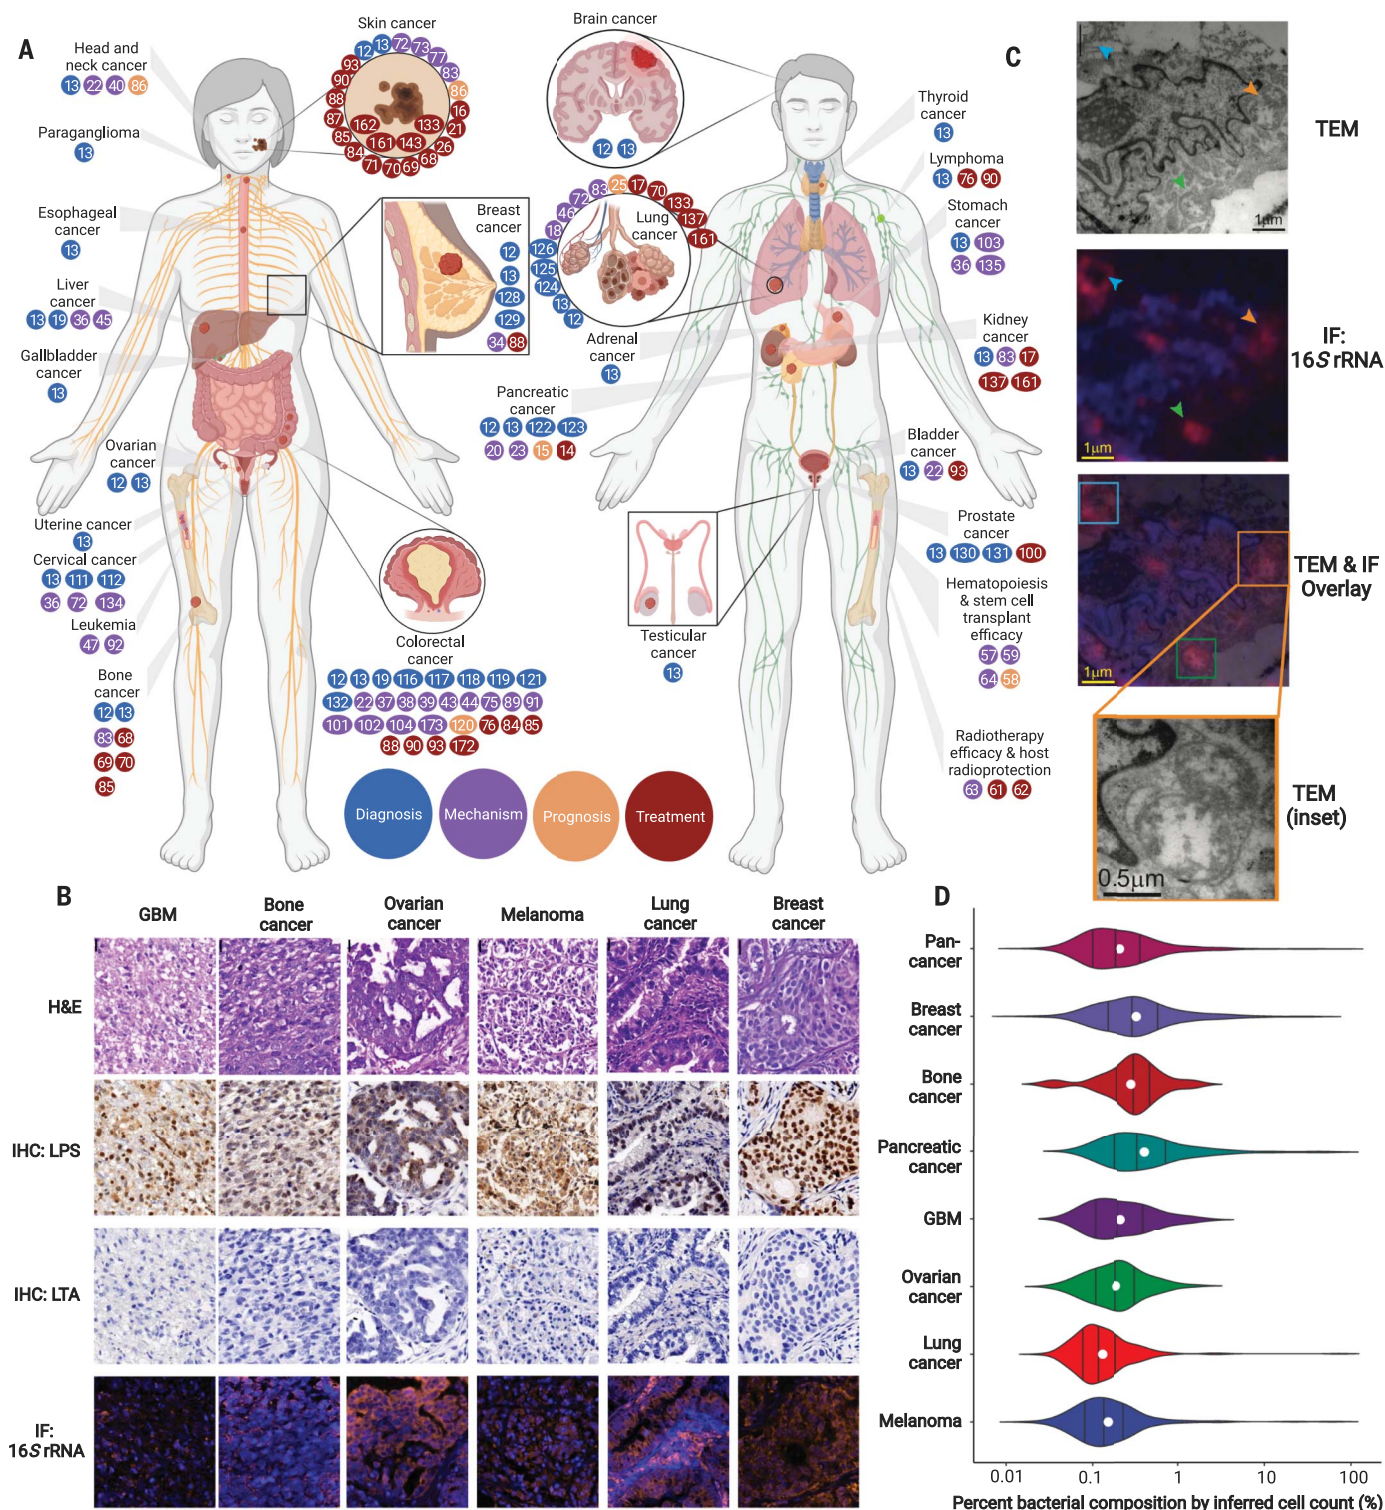 A
Head and
neck cancer
13 22 40 86
Paraganglioma
13
Esophageal
cancer
13
Liver
cancer
13 19 36 45
Gallbladder
cancer
13
Ovarian
cancer
12 13
Uterine cancer
13
Cervical cancer
13 111 112
36 72 134
Leukemia
47 92
Bone
cancer
12 13
83 68
69 70
85
Skin cancer
12 13 72 73 77 83 86 16 21 26 68 69 70 71 84 85 87 88 90 93
162 133
161 143
Breast
cancer
12
13
128
129
34 88
Colorectal
cancer
12 13 19 116 117 118 119 121
132 22 37 38 39 43 44 75 89 91
101 102 104 173 120 76 84 85
88 90 93 172
Brain cancer
12 13
Lung
cancer
12 13 124 125 126 18 46 72 83 25 17 70 133 137 161
Adrenal
cancer
13
Pancreatic
cancer
12 13 122 123
20 23 15 14
Testicular
cancer
13
Thyroid
cancer
13
Lymphoma
13 76 90
Stomach
cancer
13 103
36 135
Kidney
cancer
13 83 17
137 161
Bladder
cancer
13 22 93
Prostate
cancer
13 130 131 100
Hematopoiesis
& stem cell
transplant
efficacy
57 59
64 58
Radiotherapy
efficacy & host
radioprotection
63 61 62
Diagnosis
Mechanism
Prognosis
Treatment
C
TEM
1μm
IF:
16S rRNA
1μm
TEM & IF
Overlay
1μm
TEM
(inset)
0.5μm
B
GBM
Bone
cancer
Ovarian
cancer
Melanoma
Lung
cancer
Breast
cancer
H&E
IHC: LPS
IHC: LTA
IF:
16S rRNA
D
Pan-
cancer
Breast
cancer
Bone
cancer
Pancreatic
cancer
GBM
Ovarian
cancer
Lung
cancer
Melanoma
0.01 0.1 1 10 100
Percent bacterial composition by inferred cell count (%)